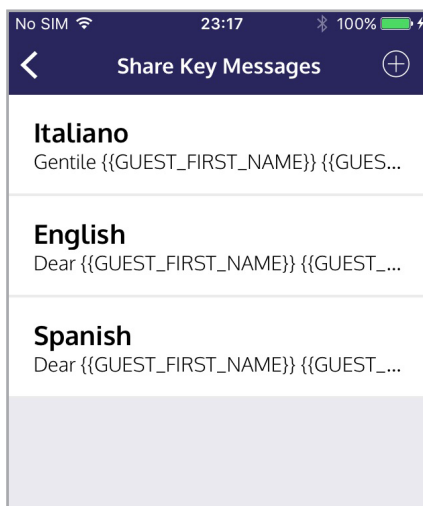 No SIM 23:17 100%
Share Key Messages
Italiano
Gentile {{GUEST_FIRST_NAME}} {{GUES...
English
Dear {{GUEST_FIRST_NAME}} {{GUEST_...
Spanish
Dear {{GUEST_FIRST_NAME}} {{GUEST_...